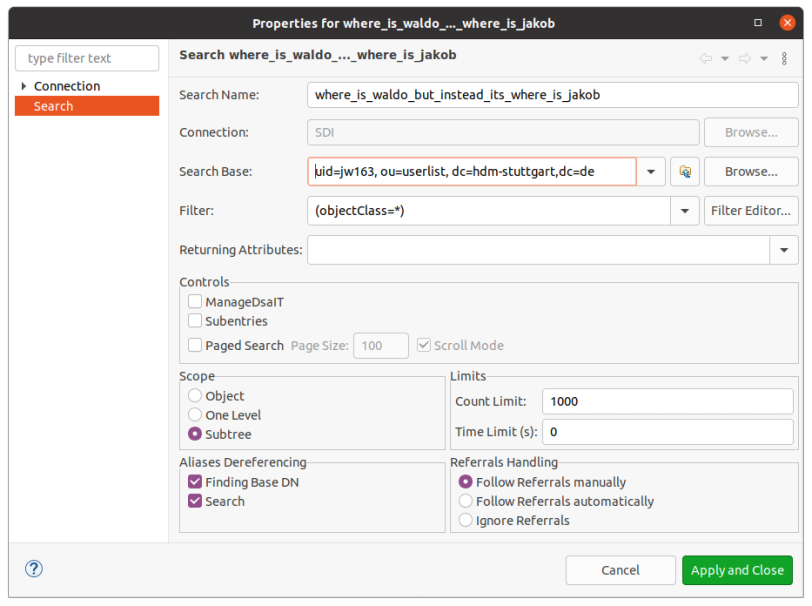 Properties for where_is_waldo_..._where_is_jakob
type filter text
Connection
Search
Search where_is_waldo_..._where_is_jakob
Search Name: where_is_waldo_but_instead_its_where_is_jakob
Connection: SDI Browse...
Search Base: uid=jw163, ou=userlist, dc=hdm-stuttgart,dc=de Browse...
Filter: (objectClass=*) Filter Editor...
Returning Attributes:
Controls
ManageDsaIT
Subentries
Paged Search Page Size: 100 Scroll Mode
Scope
Object
One Level
Subtree
Limits
Count Limit: 1000
Time Limit (s): 0
Aliases Dereferencing
Finding Base DN
Search
Referrals Handling
Follow Referrals manually
Follow Referrals automatically
Ignore Referrals
? Cancel Apply and Close